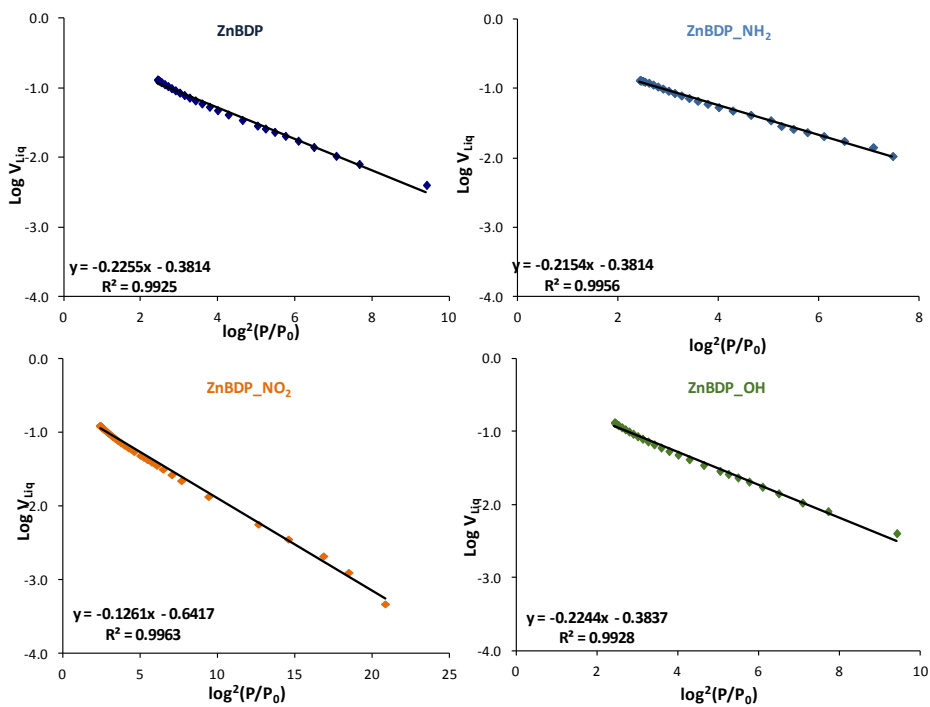 ZnBDP
0.0
-1.0
-2.0
-3.0
-4.0
Log V_Liq
y = -0.2255x - 0.3814
R² = 0.9925
0 2 4 6 8 10
log²(P/P₀)
ZnBDP_NH₂
0.0
-1.0
-2.0
-3.0
-4.0
Log V_Liq
y = -0.2154x - 0.3814
R² = 0.9956
0 2 4 6 8
log²(P/P₀)
ZnBDP_NO₂
0.0
-1.0
-2.0
-3.0
-4.0
Log V_Liq
y = -0.1261x - 0.6417
R² = 0.9963
0 5 10 15 20 25
log²(P/P₀)
ZnBDP_OH
0.0
-1.0
-2.0
-3.0
-4.0
Log V_Liq
y = -0.2244x - 0.3837
R² = 0.9928
0 2 4 6 8 10
log²(P/P₀)